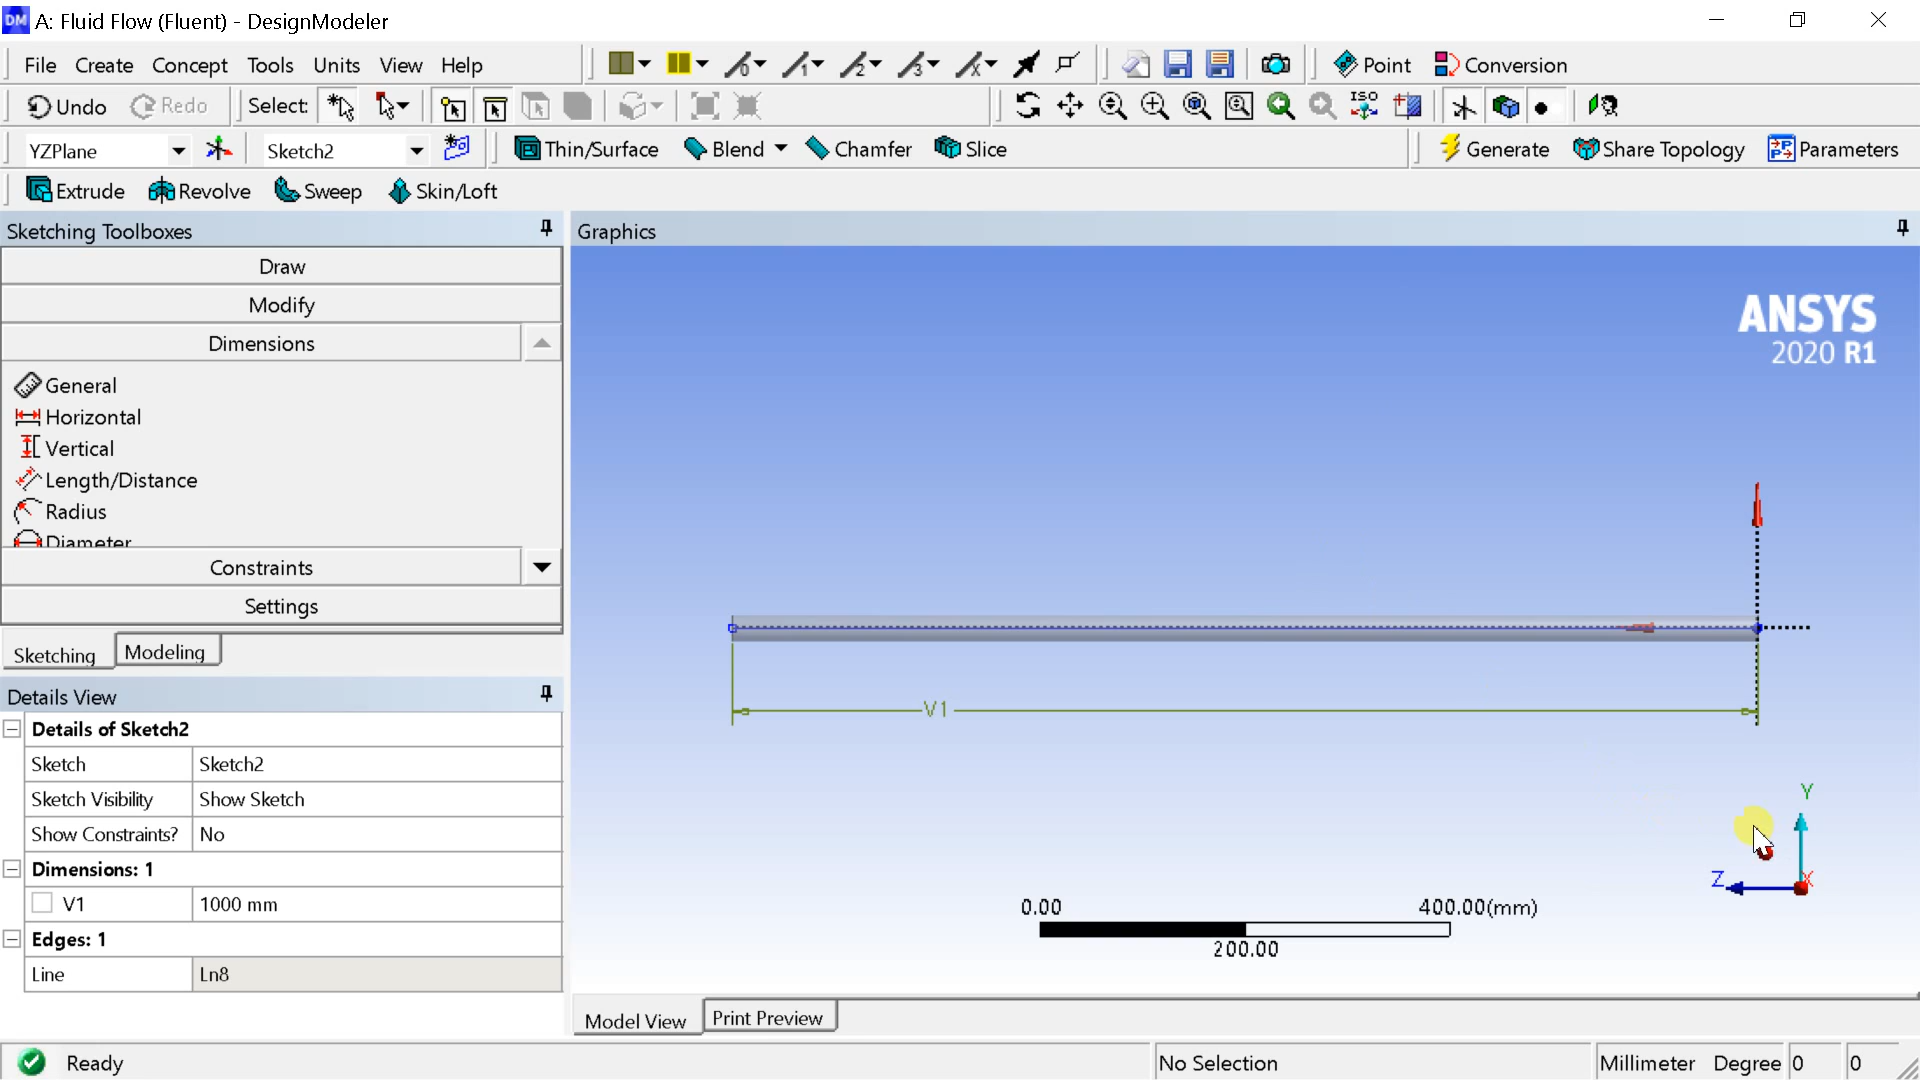 DM A: Fluid Flow (Fluent) - DesignModeler
File Create Concept Tools Units View Help
Point Conversion
Undo Redo Select: ISO
YZPlane Sketch2 Thin/Surface Blend Chamfer Slice Generate Share Topology Parameters
Extrude Revolve Sweep Skin/Loft
Sketching Toolboxes
Draw
Modify
Dimensions
General
Horizontal
Vertical
Length/Distance
Radius
Diameter
Constraints
Settings
Sketching Modeling
Details View
Details of Sketch2
Sketch Sketch2
Sketch Visibility Show Sketch
Show Constraints? No
Dimensions: 1
V1 1000 mm
Edges: 1
Line Ln8
Graphics
ANSYS
2020 R1
V1
Y
Z X
0.00 400.00(mm)
200.00
Model View Print Preview
Ready No Selection Millimeter Degree 0 0